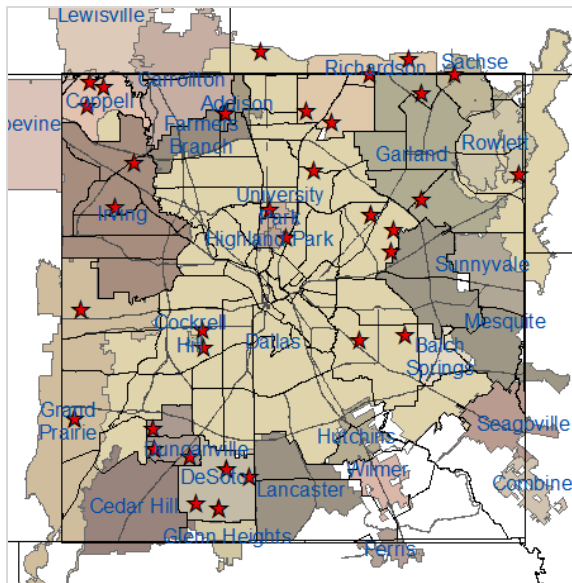 Lewisville
Carrollton
Richardson
Sachse
Coppell
Addison
Farmers
Branch
Rowlett
Garland
Irving
University
Park
Highland Park
Sunnyvale
Cockrell
Hill
Dallas
Mesquite
Balch
Springs
Grand
Prairie
Duncanville
Hutchins
Seagoville
DeSoto
Lancaster
Wilmer
Combine
Cedar Hill
Glenn Heights
Ferris